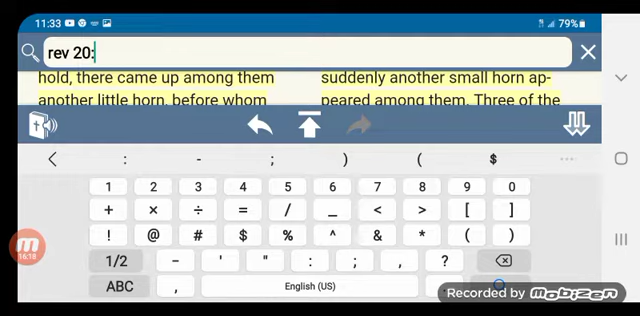 11:33 79%
rev 20:
hold, there came up among them
another little horn, before whom
suddenly another small horn ap-
peared among them. Three of the
: - ; ) ( $
1 2 3 4 5 6 7 8 9 0
+ × ÷ = / _ < > [ ]
! @ # $ % ^ & * ( )
1/2 - ' " : ; , ?
ABC , English (US) .
16:18
Recorded by mobizen